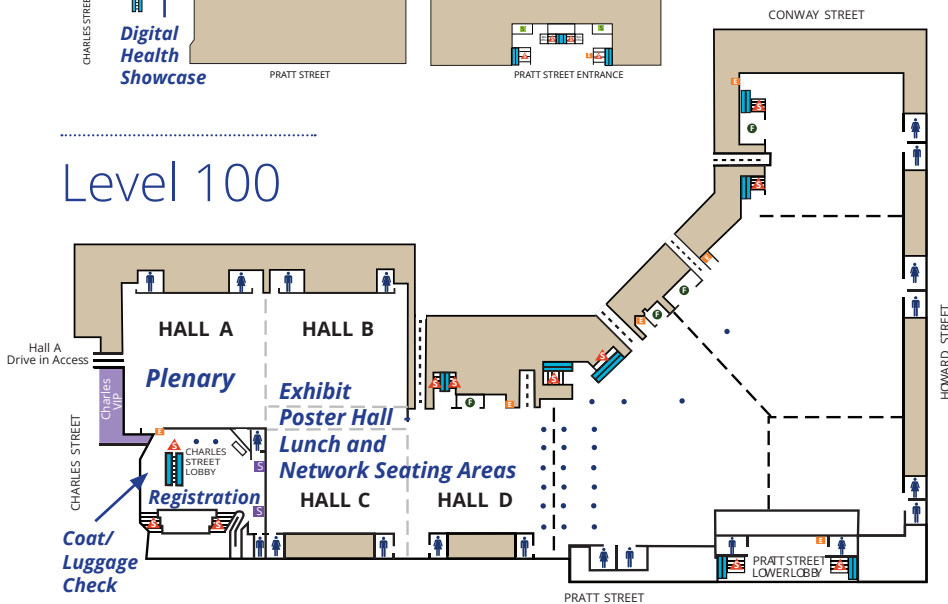 CONWAY STREET
CHARLES STREET
Digital
Health
Showcase
S
S
S
S
E
S
PRATT STREET
PRATT STREET ENTRANCE
E
S
F
Level 100
S
HALL A
HALL B
E
F
HOWARD STREET
Hall A
Drive in Access
Plenary
F
E
S
Charles
VIP
Exhibit
Poster Hall
Lunch and
Network Seating Areas
S
S
S
F
E
CHARLES STREET
E
S
CHARLES
STREET
LOBBY
S
Registration
S
HALL C
HALL D
S
S
Coat/
Luggage
Check
E
PRATT STREET
LOWER LOBBY
S
S
PRATT STREET